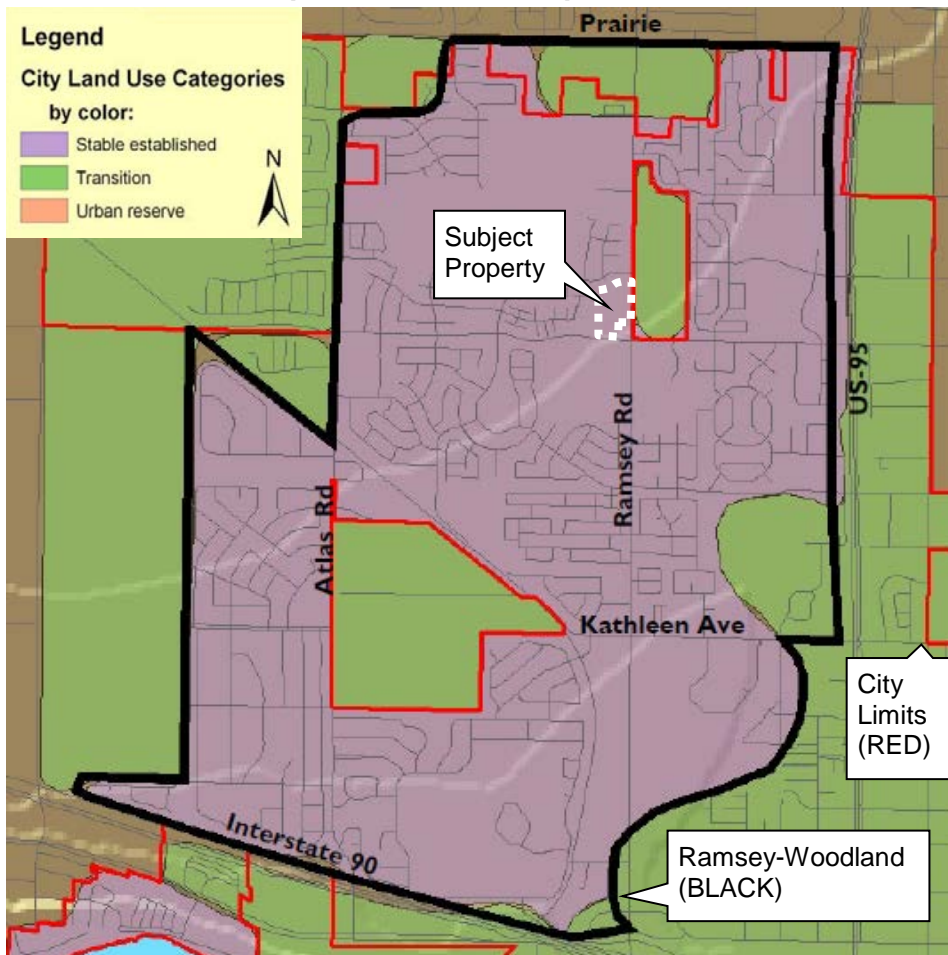 Legend
City Land Use Categories
by color:
Stable established
Transition
Urban reserve
N
Prairie
Subject
Property
US-95
Ramsey Rd
Atlas Rd
Kathleen Ave
City
Limits
(RED)
Interstate 90
Ramsey-Woodland
(BLACK)